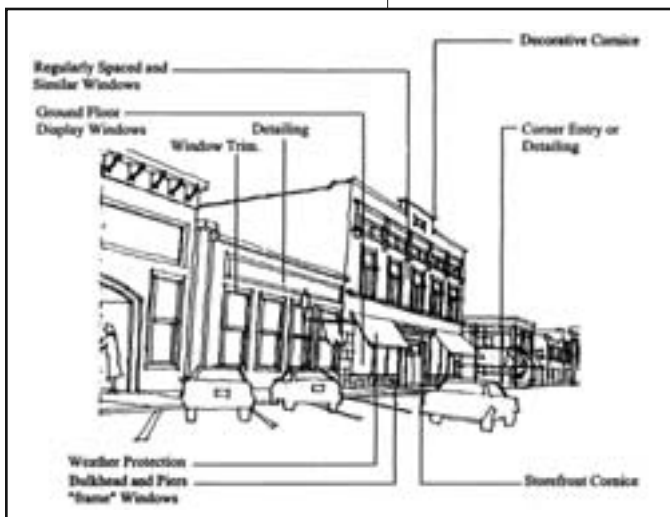 Decorative Cornice
Regularly Spaced and
Similar Windows
Ground Floor
Display Windows
Detailing
Window Trim.
Corner Entry or
Detailing
Weather Protection
Bulkhead and Piers
"frame" Windows
Storefront Cornice